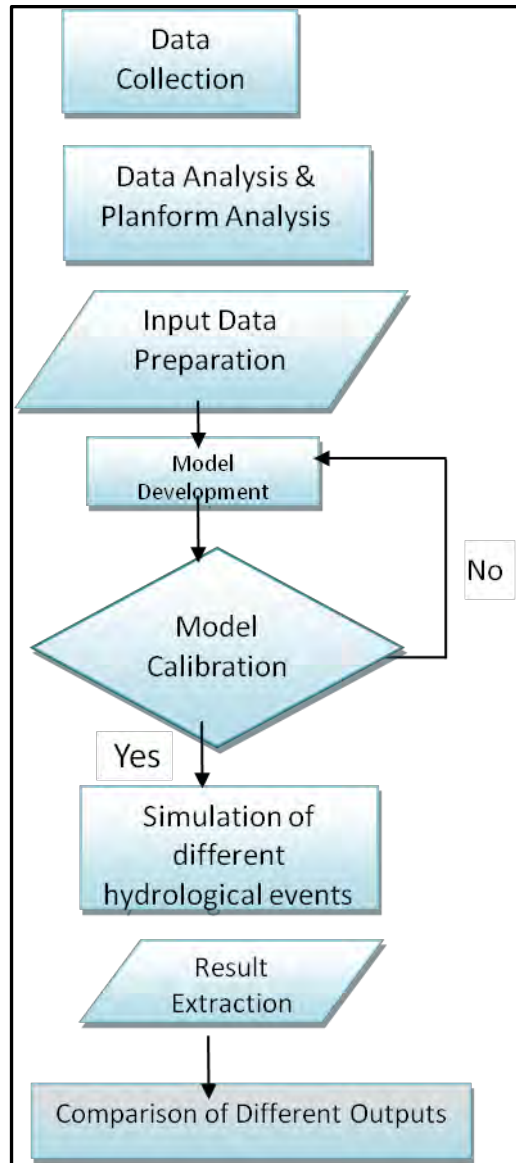 Data
Collection
Data Analysis &
Planform Analysis
Input Data
Preparation
Model
Development
No
Model
Calibration
Yes
Simulation of
different
hydrological events
Result
Extraction
Comparison of Different Outputs